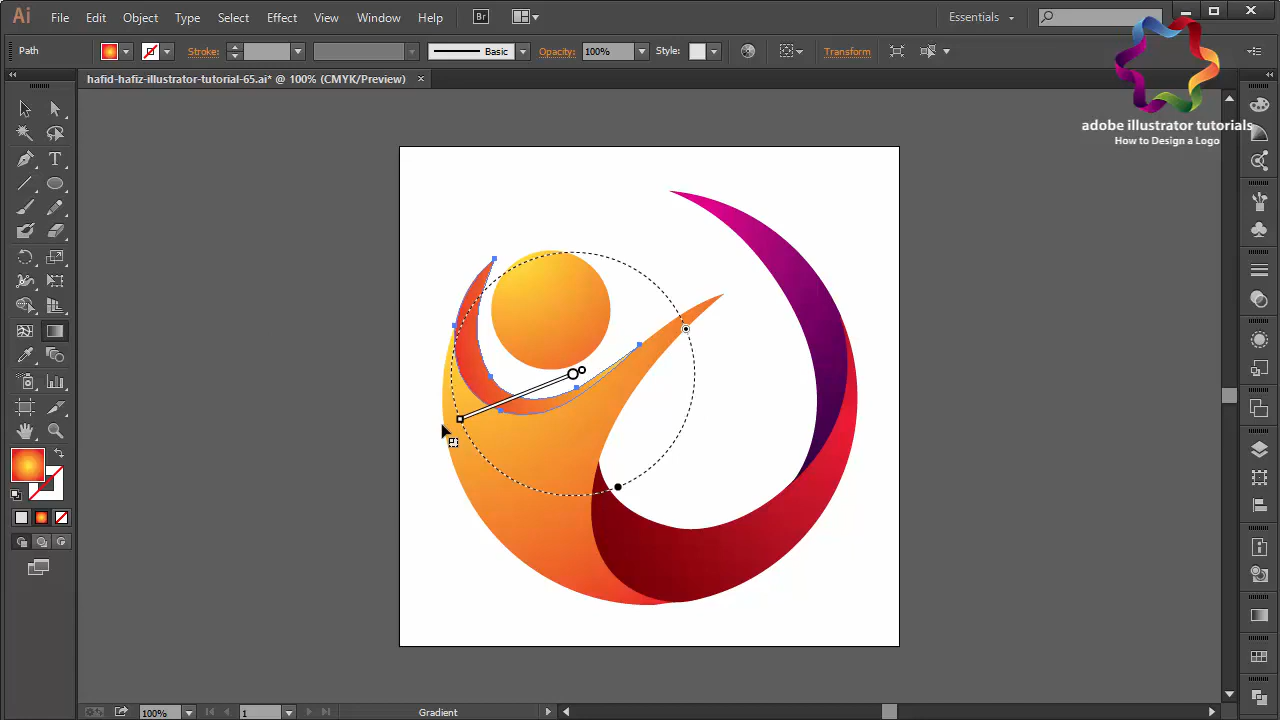 Ai File Edit Object Type Select Effect View Window Help Br Essentials
Path Stroke: Basic Opacity: 100% Style: Transform
hafid-hafiz-illustrator-tutorial-65.ai* @ 100% (CMYK/Preview)
adobe illustrator tutorials
How to Design a Logo
T
100% 1 Gradient